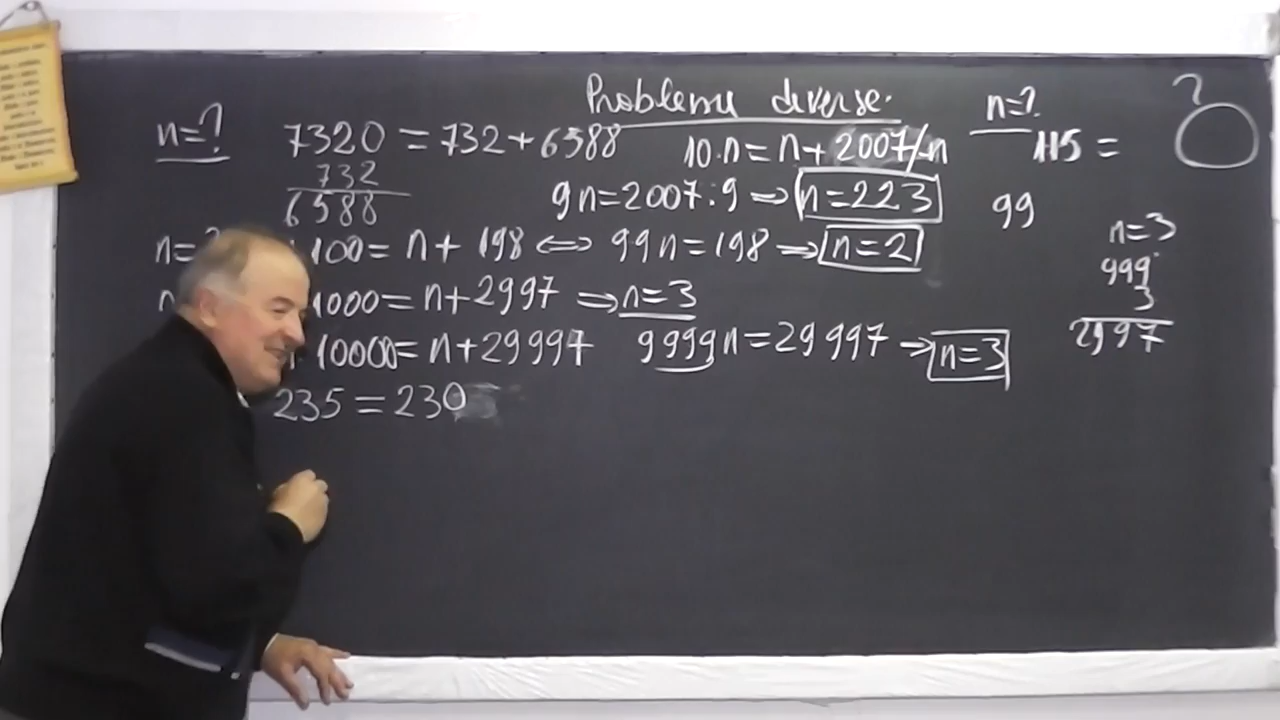 Probleme diverse.
n=?
7320 = 732 + 6588
732
6588
10·n = n + 2007/n
9n = 2007:9 => n=223
n=?
115 =
?
99
n=?
100 = n + 198 <=> 99n = 198 => n=2
1000 = n + 2997 => n=3
10000 = n + 29997 9999n = 29997 => n=3
n=3
999
3
2997
235 = 230